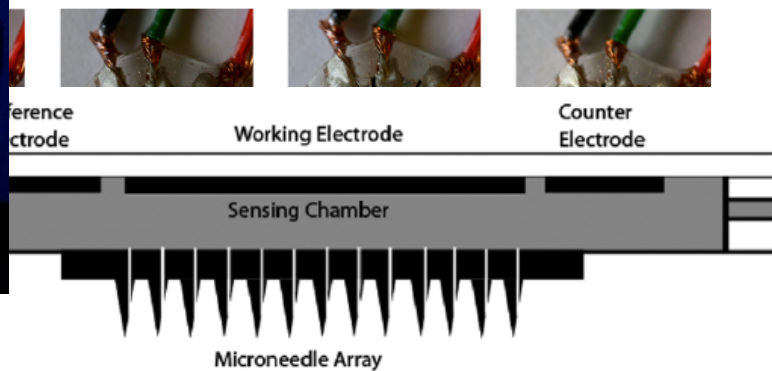 ference
ctrode
Working Electrode
Counter
Electrode
Sensing Chamber
Microneedle Array